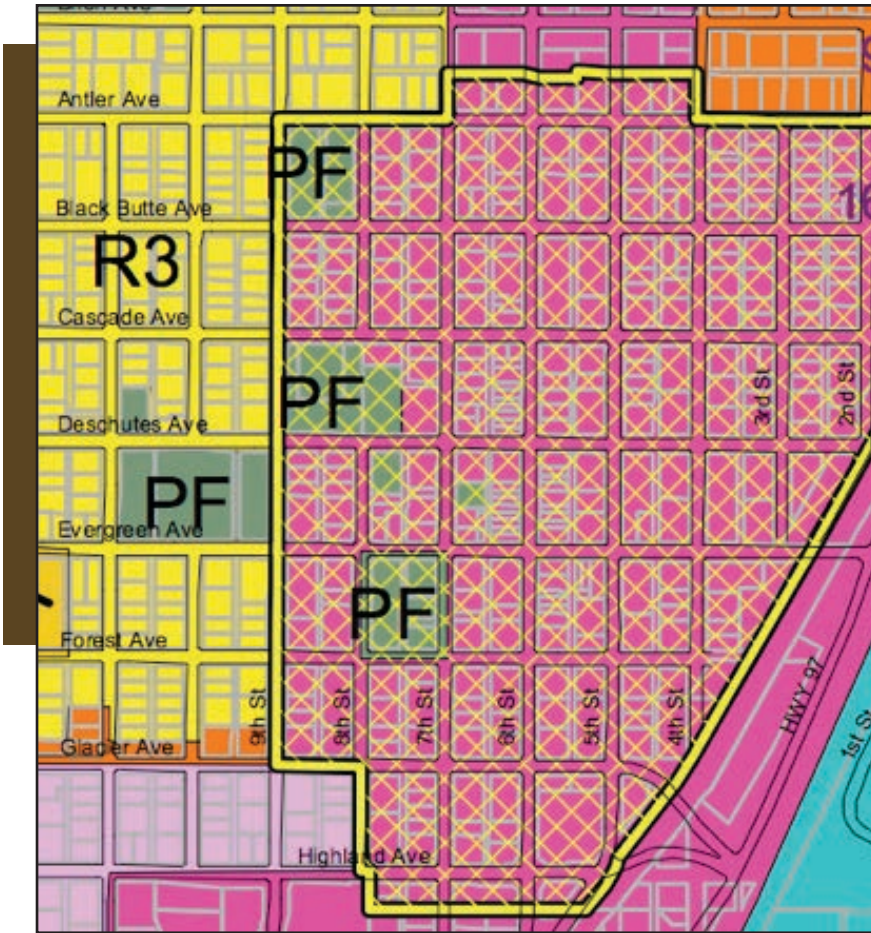 Antler Ave
PF
Black Butte Ave
16
R3
Cascade Ave
PF
3rd St
2nd St
Deschutes Ave
PF
Evergreen Ave
PF
Forest Ave
9th St
8th St
7th St
6th St
5th St
4th St
HWY 97
1st St
Glacier Ave
Highland Ave